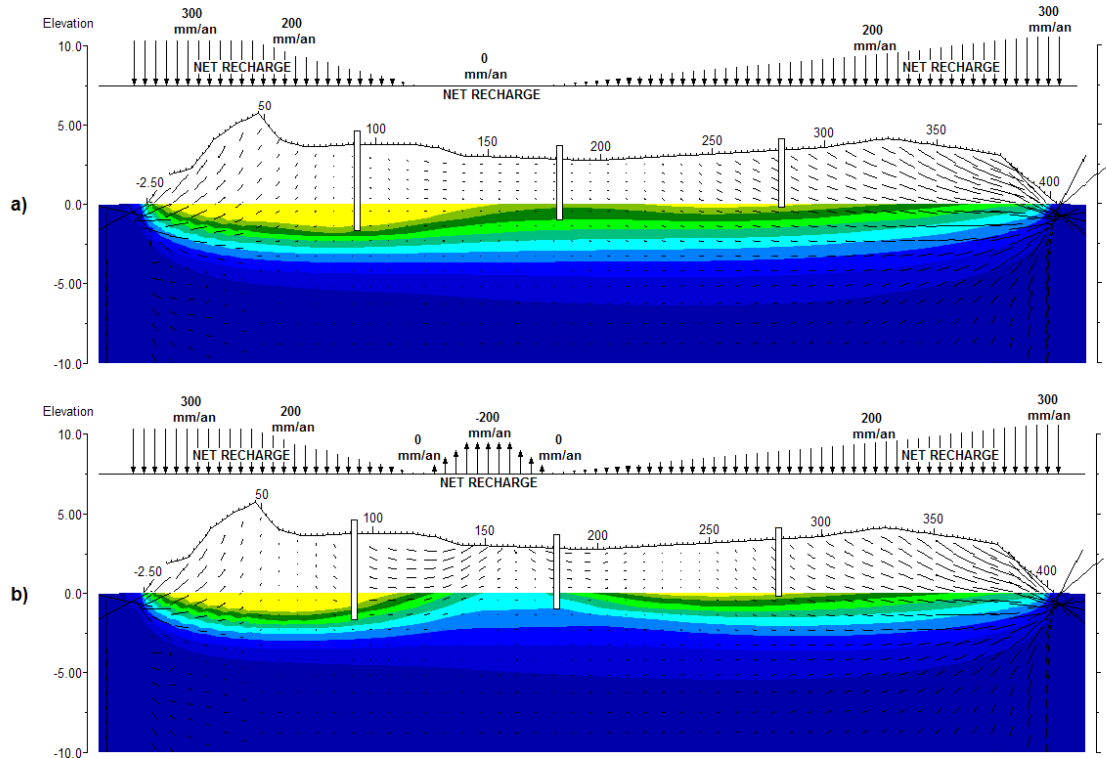 Elevation
300
mm/an
200
mm/an
0
mm/an
200
mm/an
300
mm/an
10.0
NET RECHARGE
NET RECHARGE
NET RECHARGE
5.00
50
100
150
200
250
300
350
-2.50
400
a)
0.0
-5.00
-10.0
Elevation
300
mm/an
200
mm/an
0
mm/an
-200
mm/an
0
mm/an
200
mm/an
300
mm/an
10.0
NET RECHARGE
NET RECHARGE
NET RECHARGE
5.00
50
100
150
200
250
300
350
-2.50
400
b)
0.0
-5.00
-10.0